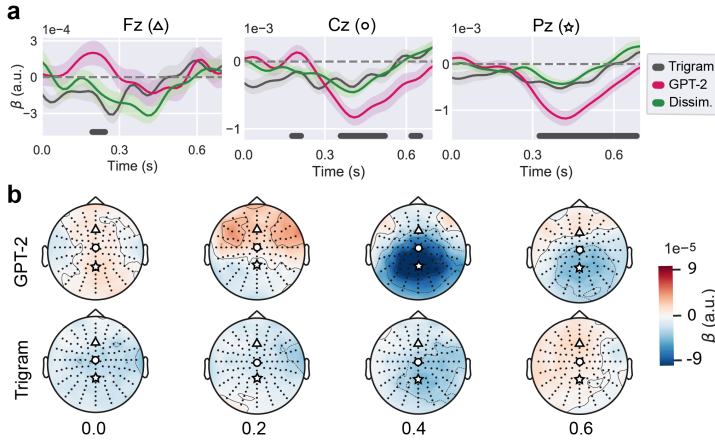 a
Fz (△) Cz (○) Pz (☆)
1e−4 1e−3 1e−3
3
0
−3
β (a.u.)
0
−1
0
−1
0.0 0.3 0.6 0.0 0.3 0.6 0.0 0.3 0.6
Time (s) Time (s) Time (s)
Trigram
GPT-2
Dissim.
b
GPT-2
Trigram
0.0 0.2 0.4 0.6
1e−5
9
0
-9
β (a.u.)